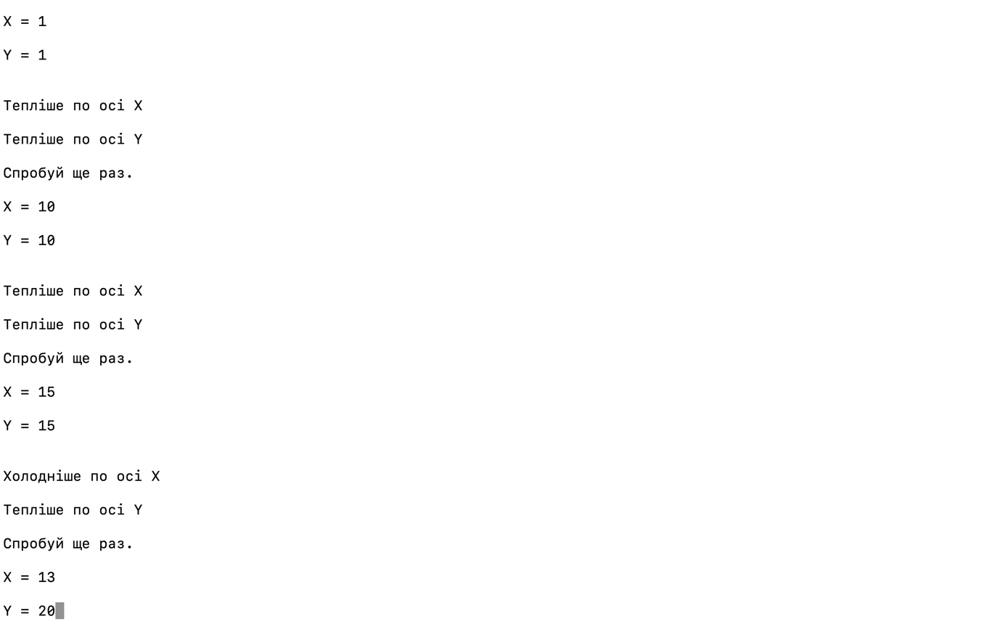 X = 1
Y = 1
Тепліше по осі X
Тепліше по осі Y
Спробуй ще раз.
X = 10
Y = 10
Тепліше по осі X
Тепліше по осі Y
Спробуй ще раз.
X = 15
Y = 15
Холодніше по осі X
Тепліше по осі Y
Спробуй ще раз.
X = 13
Y = 20